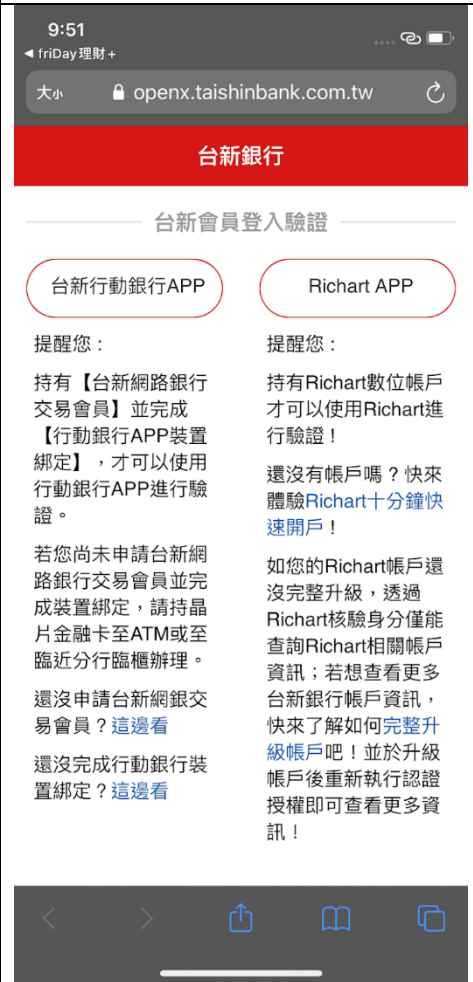 9:51
◀ friDay理財+
大小 openx.taishinbank.com.tw
台新銀行
台新會員登入驗證
台新行動銀行APP
提醒您：
持有【台新網路銀行
交易會員】並完成
【行動銀行APP裝置
綁定】，才可以使用
行動銀行APP進行驗
證。
若您尚未申請台新網
路銀行交易會員並完
成裝置綁定，請持晶
片金融卡至ATM或至
臨近分行臨櫃辦理。
還沒申請台新網銀交
易會員？這邊看
還沒完成行動銀行裝
置綁定？這邊看
Richart APP
提醒您：
持有Richart數位帳戶
才可以使用Richart進
行驗證！
還沒有帳戶嗎？快來
體驗Richart十分鐘快
速開戶！
如您的Richart帳戶還
沒完整升級，透過
Richart核驗身分僅能
查詢Richart相關帳戶
資訊；若想查看更多
台新銀行帳戶資訊，
快來了解如何完整升
級帳戶吧！並於升級
帳戶後重新執行認證
授權即可查看更多資
訊！